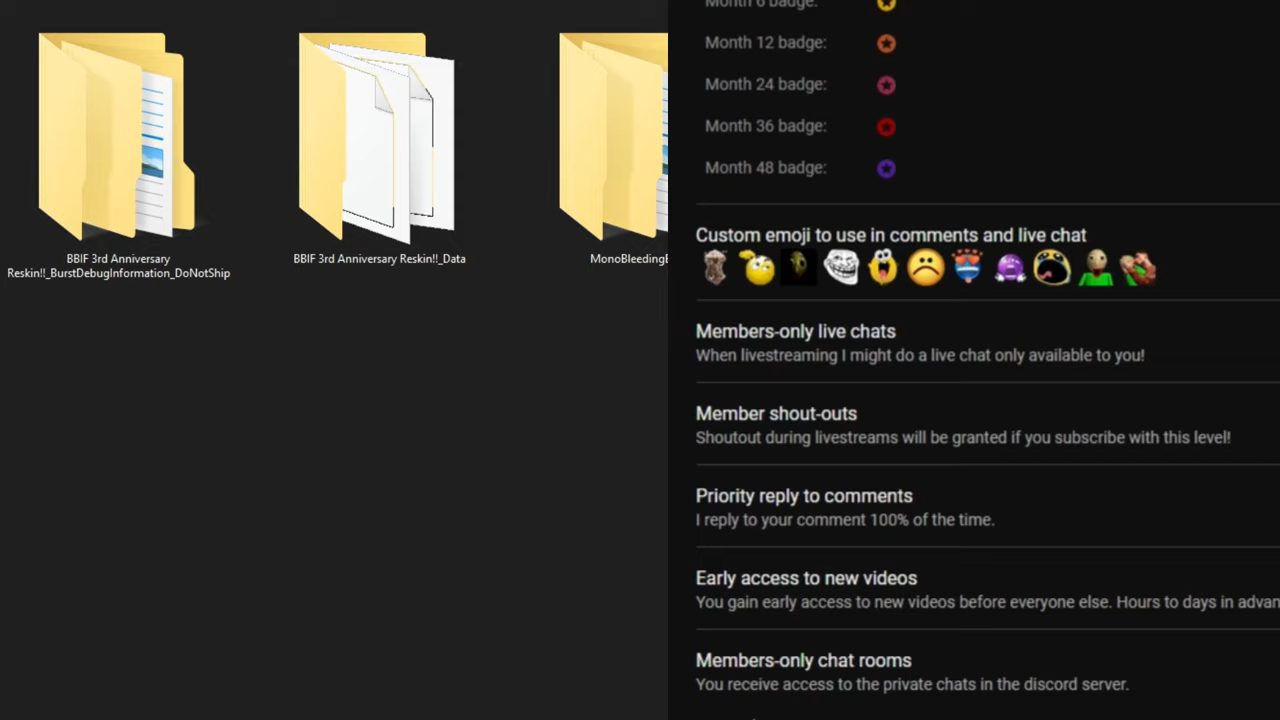 BBIF 3rd Anniversary
Reskin!!_BurstDebugInformation_DoNotShip
BBIF 3rd Anniversary Reskin!!_Data
MonoBleedingE
Month 6 badge:
Month 12 badge:
Month 24 badge:
Month 36 badge:
Month 48 badge:
Custom emoji to use in comments and live chat
Members-only live chats
When livestreaming I might do a live chat only available to you!
Member shout-outs
Shoutout during livestreams will be granted if you subscribe with this level!
Priority reply to comments
I reply to your comment 100% of the time.
Early access to new videos
You gain early access to new videos before everyone else. Hours to days in advan
Members-only chat rooms
You receive access to the private chats in the discord server.